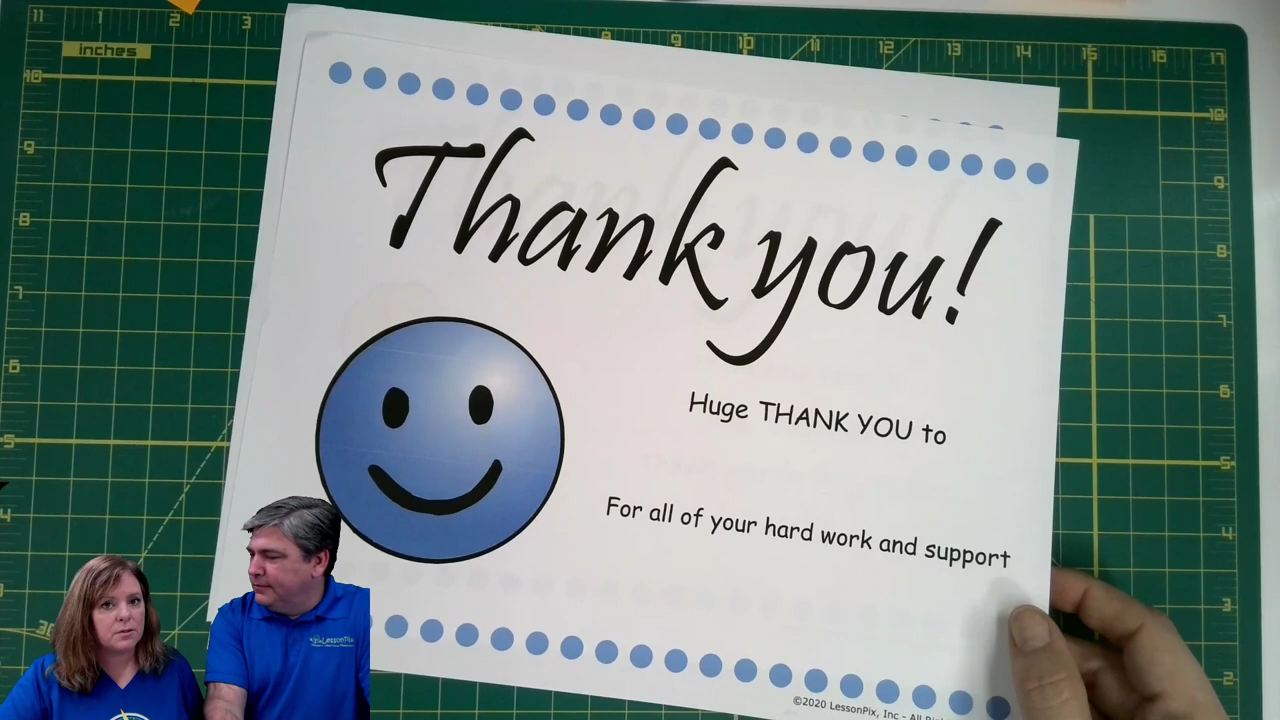 inches
Thank you!
Huge THANK YOU to
For all of your hard work and support
LessonPix
©2020 LessonPix, Inc - All